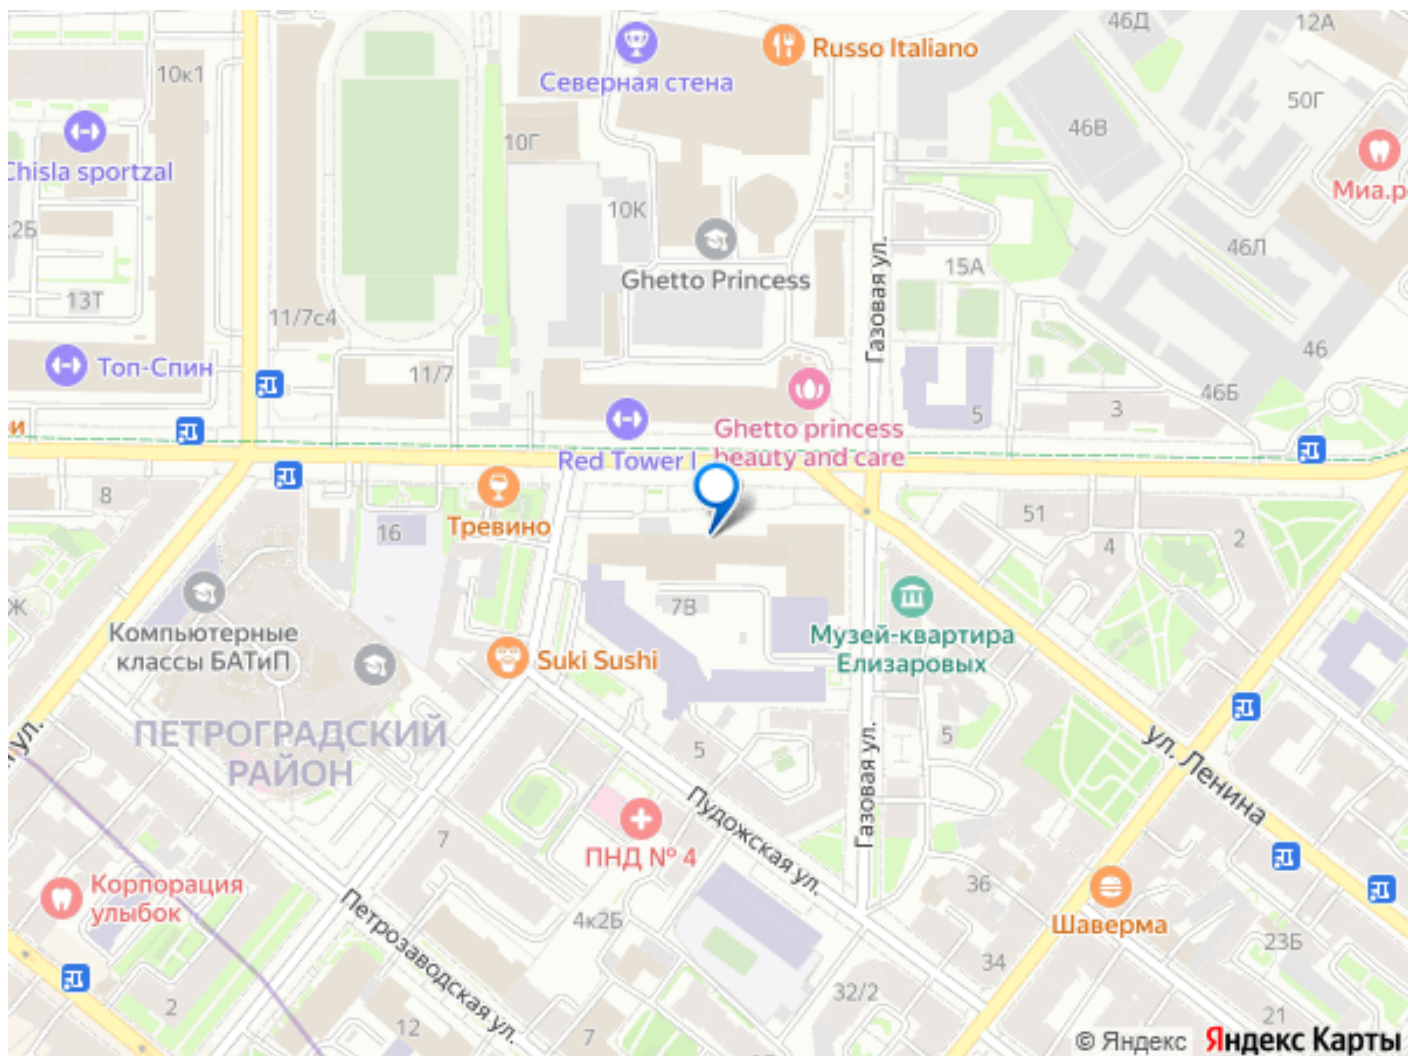 46Д
12А
Russo Italiano
Северная стена
10к1
50Г
46В
10Г
Chisla sportzal
Миа.р
10К
к2Б
Газовая ул.
46Л
15А
Ghetto Princess
13Т
11/7с4
46
Топ-Спин
11/7
46Б
3
5
ри
Ghetto princess
beauty and care
Red Tower I
8
51
Тревино
16
2
4
Ж
7В
Компьютерные
классы БАТиП
Музей-квартира
Елизаровых
Suki Sushi
ПЕТРОГРАДСКИЙ
РАЙОН
ул.
5
5
ул. Ленина
Газовая ул.
Пудожская ул.
7
ПНД № 4
Корпорация
улыбок
36
Шаверма
4к2Б
Петрозаводская ул.
23Б
34
32/2
2
12
7
21
© Яндекс Яндекс Карты